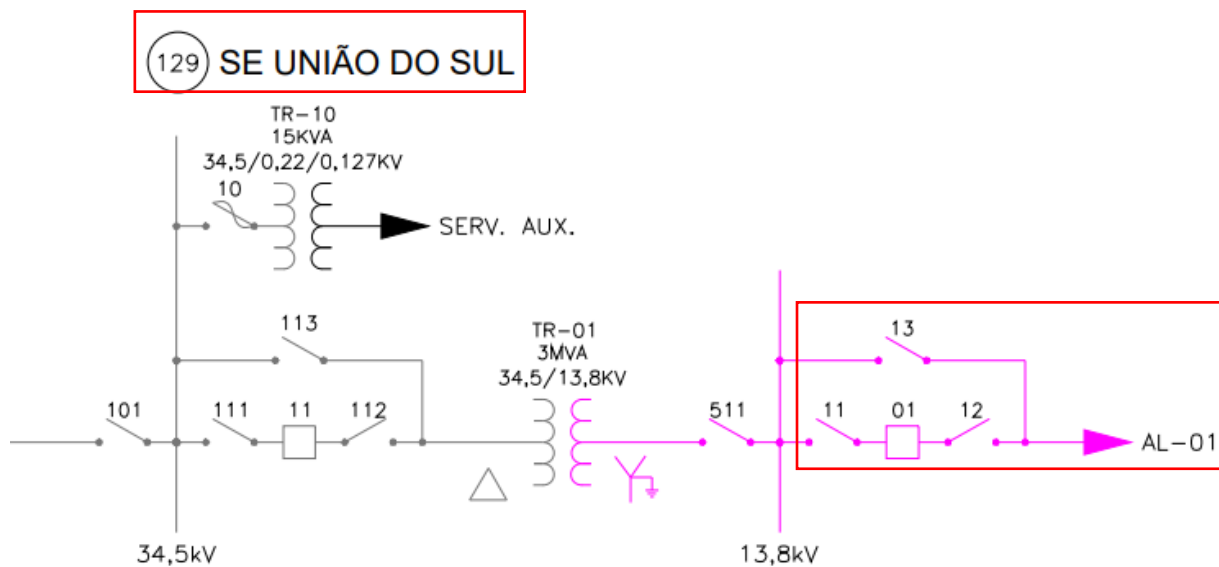 129 SE UNIÃO DO SUL
TR-10
15KVA
34,5/0,22/0,127KV
10
SERV. AUX.
113
TR-01
3MVA
34,5/13,8KV
13
101
111
11
112
511
11
01
12
AL-01
34,5kV
13,8kV